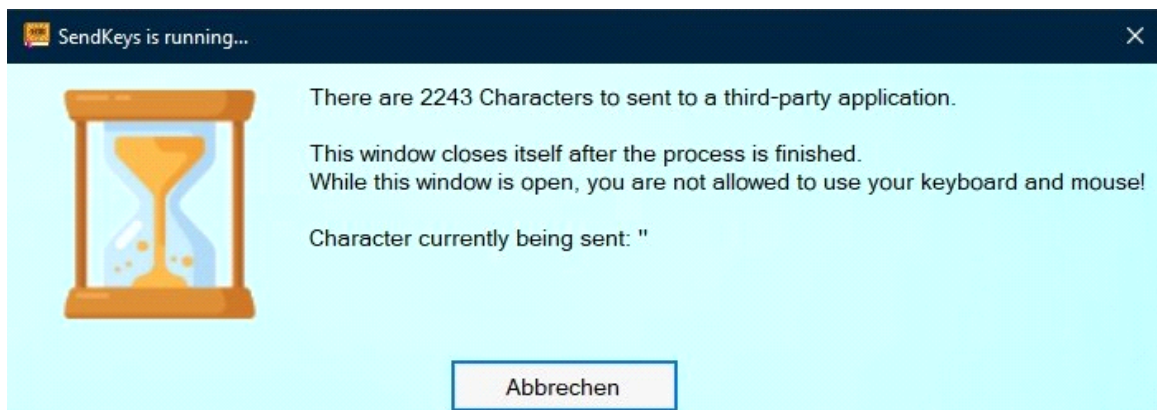 SendKeys is running...
There are 2243 Characters to sent to a third-party application.
This window closes itself after the process is finished.
While this window is open, you are not allowed to use your keyboard and mouse!
Character currently being sent: "
Abbrechen